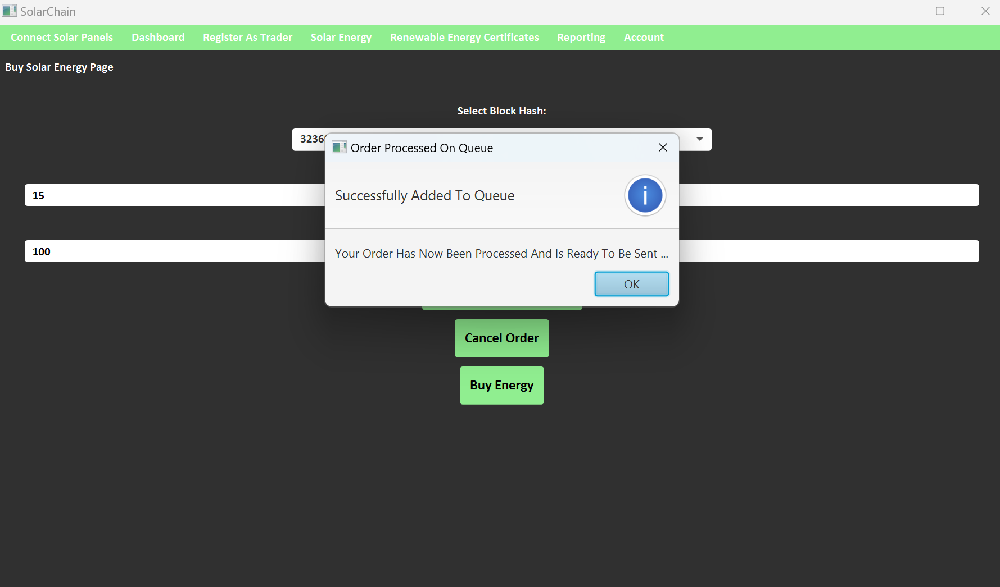 SolarChain
Connect Solar Panels Dashboard Register As Trader Solar Energy Renewable Energy Certificates Reporting Account
Buy Solar Energy Page
Select Block Hash:
Order Processed On Queue
15
Successfully Added To Queue
100
Your Order Has Now Been Processed And Is Ready To Be Sent ...
OK
Cancel Order
Buy Energy